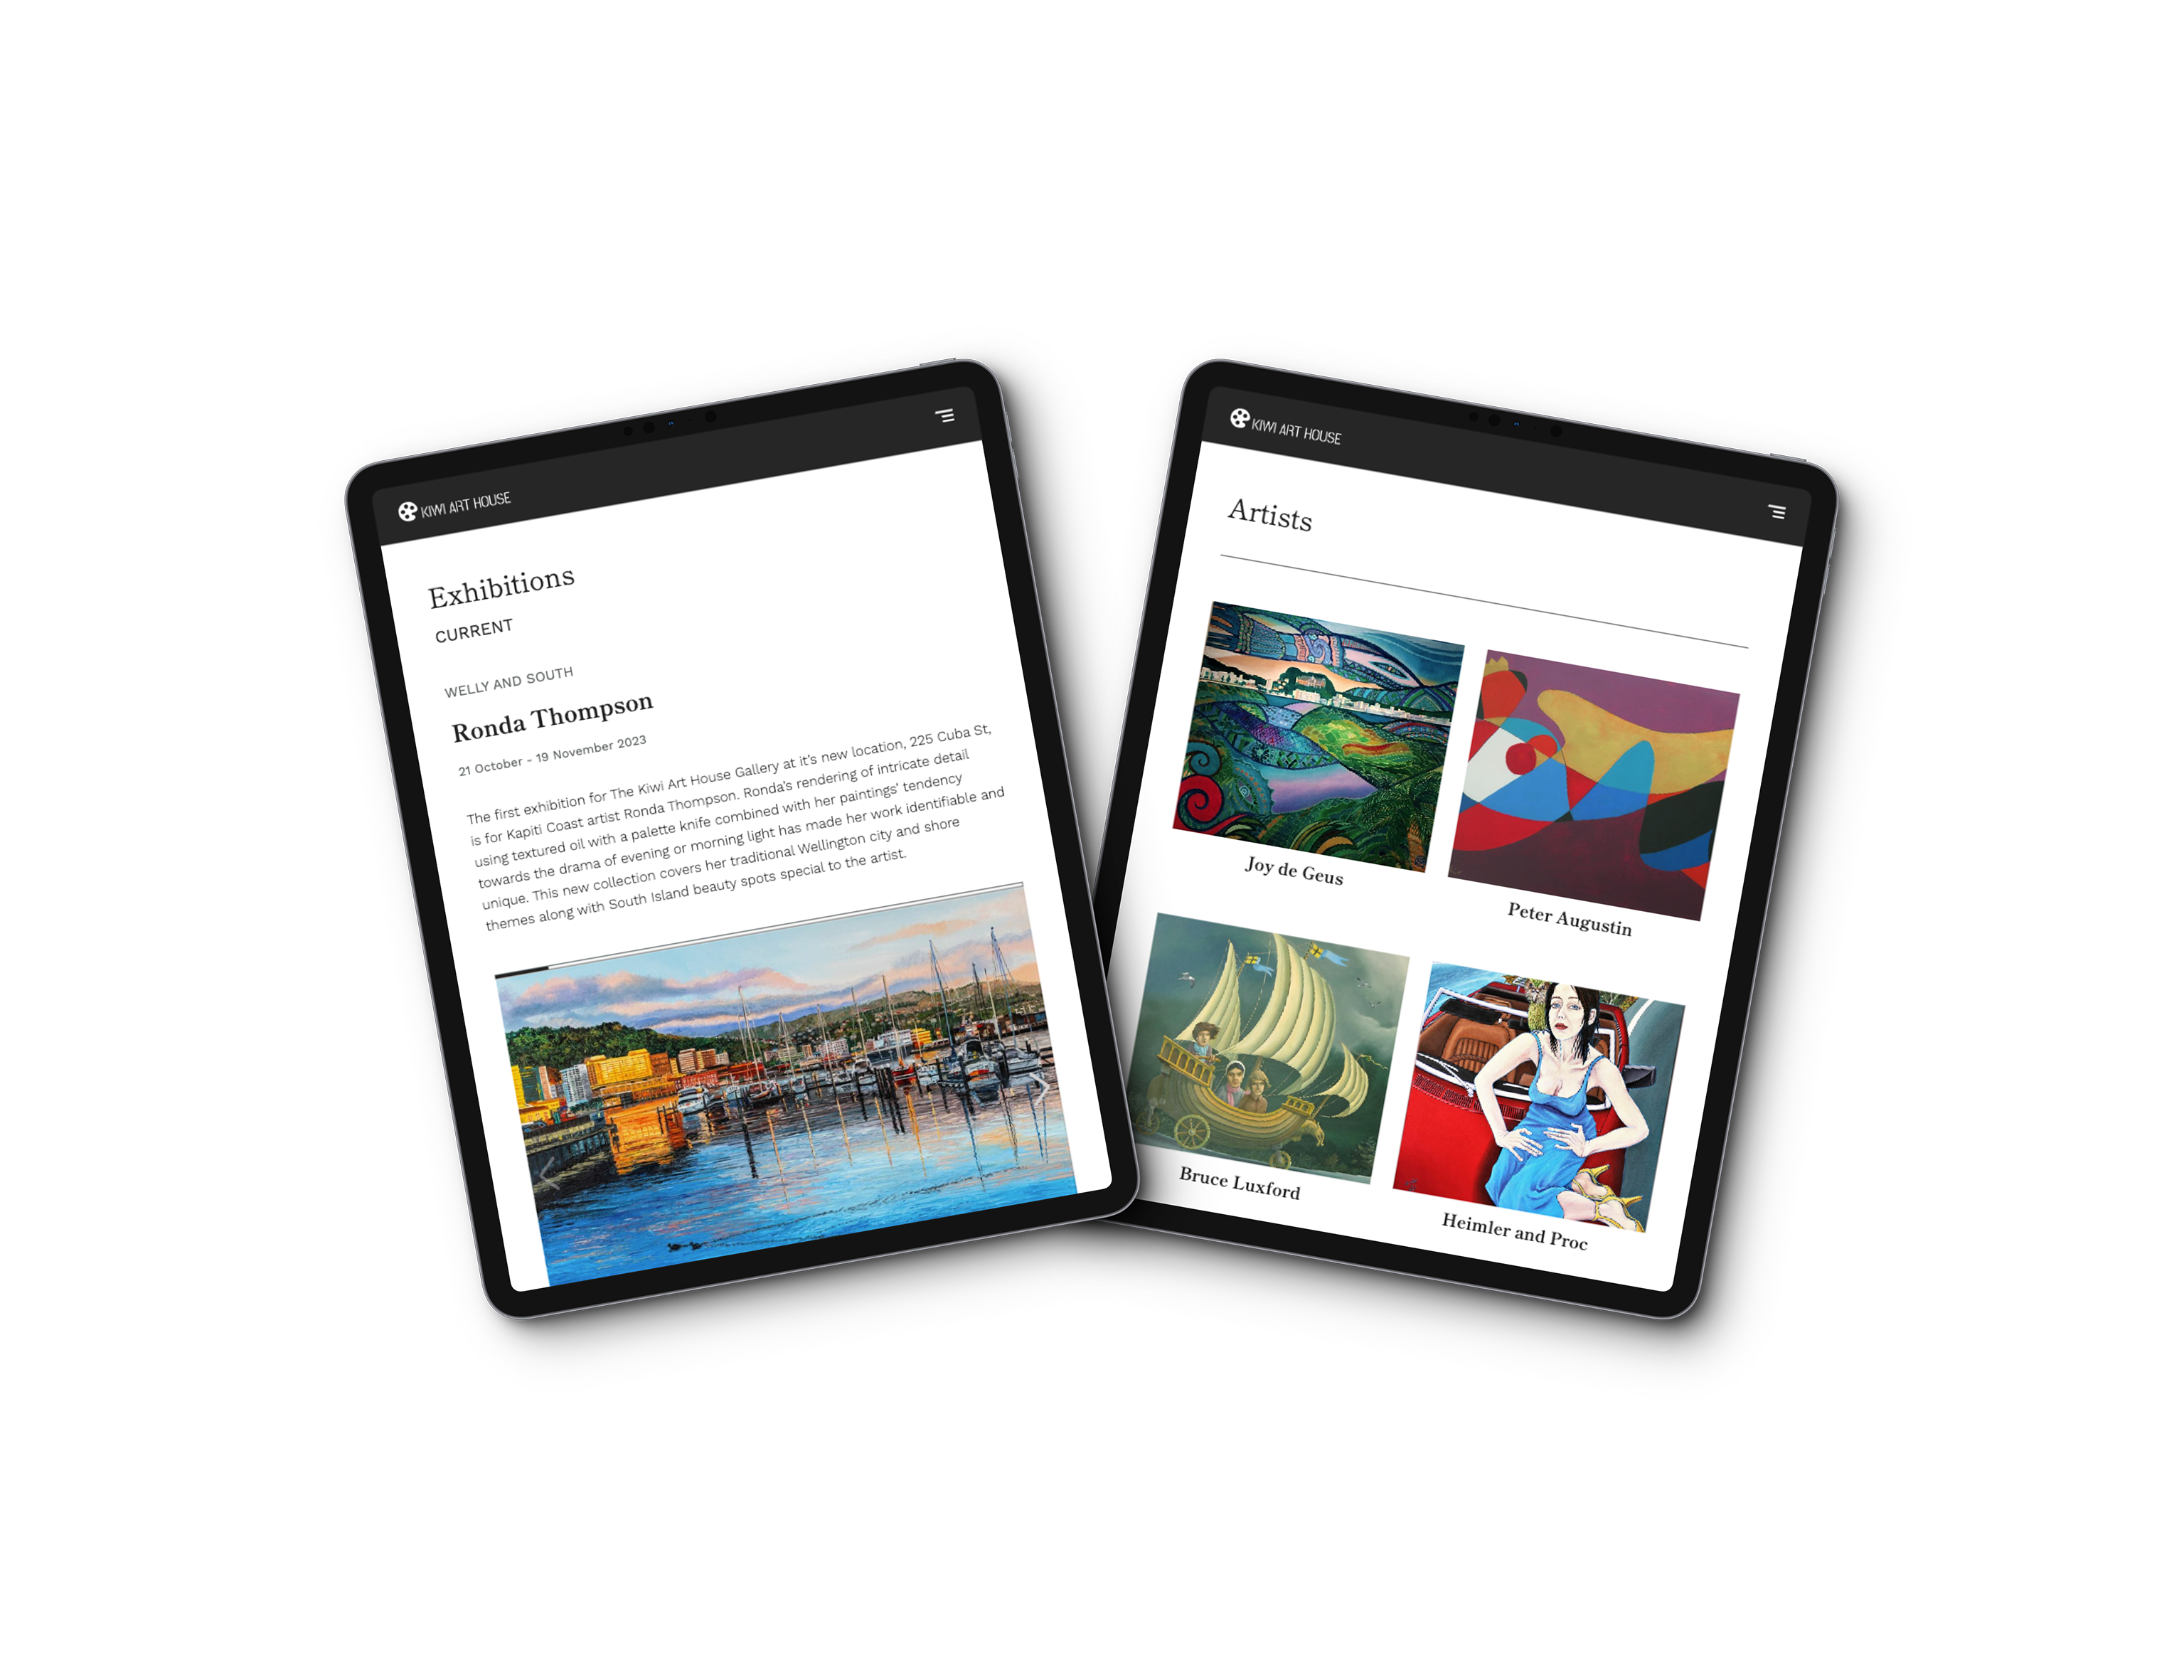 KIWI ART HOUSE
Exhibitions
CURRENT
WELLY AND SOUTH
Ronda Thompson
21 October - 19 November 2023
The first exhibition for The Kiwi Art House Gallery at it's new location, 225 Cuba St,
is for Kapiti Coast artist Ronda Thompson. Ronda's rendering of intricate detail
using textured oil with a palette knife combined with her paintings' tendency
towards the drama of evening or morning light has made her work identifiable and
unique. This new collection covers her traditional Wellington city and shore
themes along with South Island beauty spots special to the artist.
KIWI ART HOUSE
Artists
Joy de Geus
Peter Augustin
Bruce Luxford
Heimler and Proc